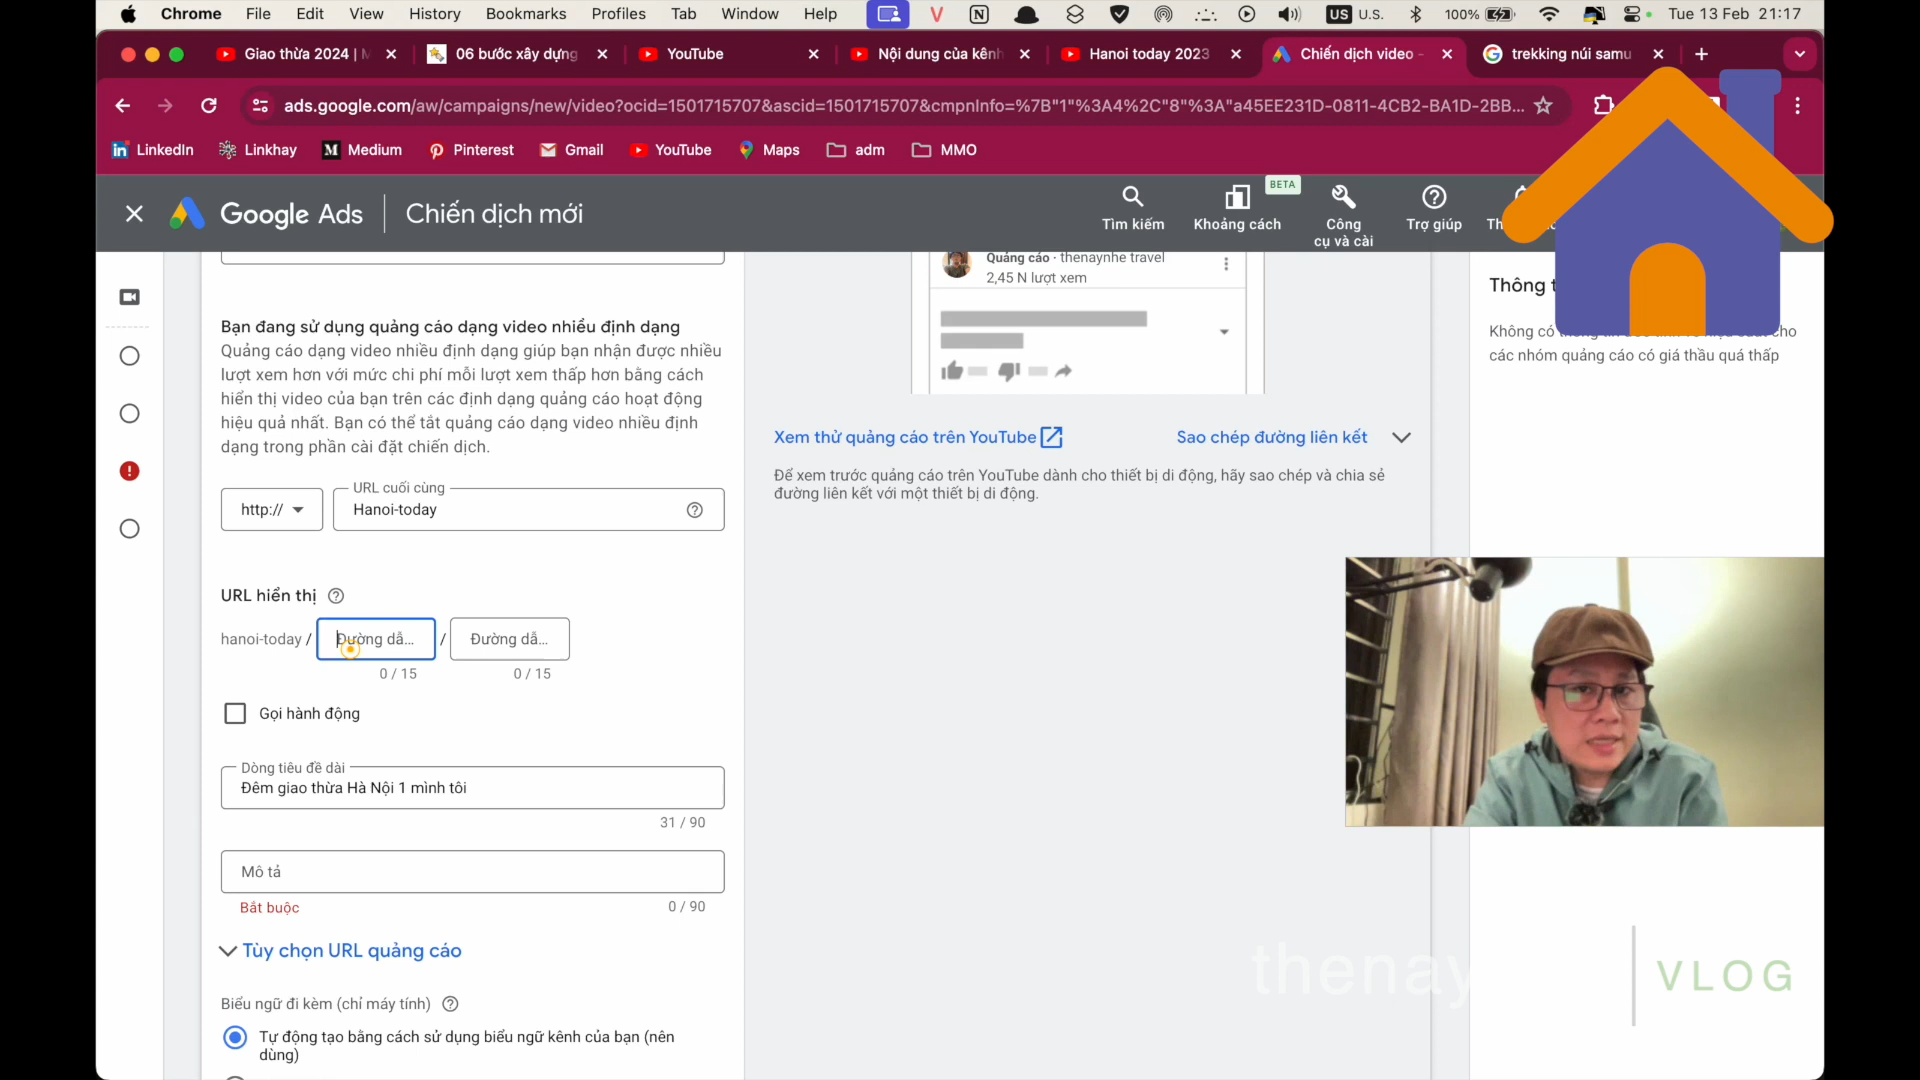 Chrome File Edit View History Bookmarks Profiles Tab Window Help US U.S. 100% Tue 13 Feb 21:17
Giao thừa 2024 | 06 bước xây dựng YouTube Nội dung của kênh Hanoi today 2023 Chiến dịch video - trekking núi samu
ads.google.com/aw/campaigns/new/video?ocid=1501715707&ascid=1501715707&cmpnInfo=%7B"1"%3A4%2C"8"%3A"a45EE231D-0811-4CB2-BA1D-2BB...
LinkedIn Linkhay Medium Pinterest Gmail YouTube Maps adm MMO
Google Ads Chiến dịch mới
BETA
Tìm kiếm Khoảng cách Công cụ và cài Trợ giúp
Quảng cáo · thenaynhe travel
2,45 N lượt xem
Bạn đang sử dụng quảng cáo dạng video nhiều định dạng
Quảng cáo dạng video nhiều định dạng giúp bạn nhận được nhiều
lượt xem hơn với mức chi phí mỗi lượt xem thấp hơn bằng cách
hiển thị video của bạn trên các định dạng quảng cáo hoạt động
hiệu quả nhất. Bạn có thể tắt quảng cáo dạng video nhiều định
dạng trong phần cài đặt chiến dịch.
http://
URL cuối cùng
Hanoi-today
URL hiển thị
hanoi-today / Đường dẫ... / Đường dẫ...
0 / 15 0 / 15
Gọi hành động
Dòng tiêu đề dài
Đêm giao thừa Hà Nội 1 mình tôi
31 / 90
Mô tả
Bắt buộc 0 / 90
Tùy chọn URL quảng cáo
Biểu ngữ đi kèm (chỉ máy tính)
Tự động tạo bằng cách sử dụng biểu ngữ kênh của bạn (nên
dùng)
Xem thử quảng cáo trên YouTube Sao chép đường liên kết
Để xem trước quảng cáo trên YouTube dành cho thiết bị di động, hãy sao chép và chia sẻ
đường liên kết với một thiết bị di động.
Thông
Không có
các nhóm quảng cáo có giá thầu quá thấp
thenay
VLOG